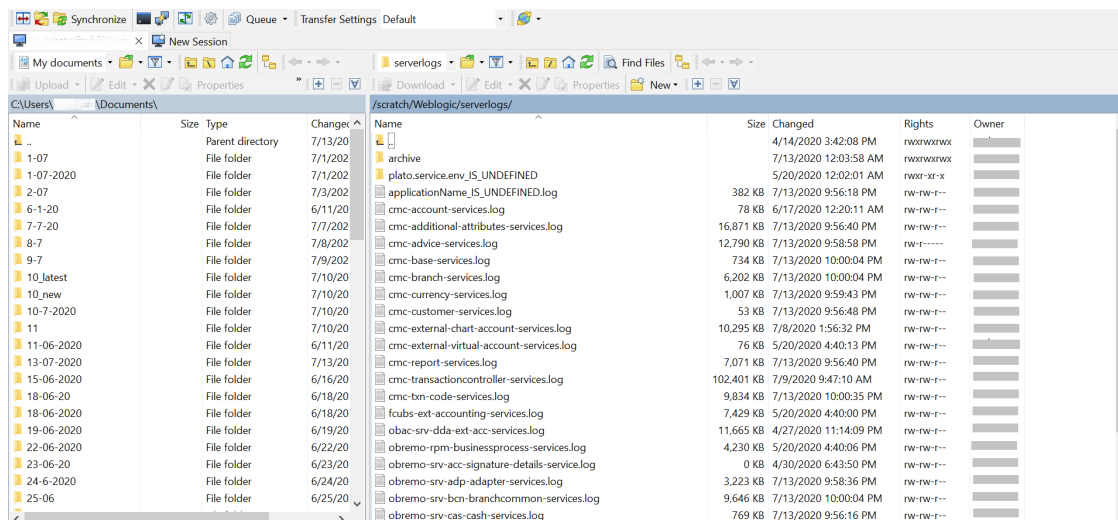 Synchronize Queue Transfer Settings Default
New Session
My documents serverlogs Find Files
Upload Edit Properties » Download Edit Properties New
C:\Users\ \Documents\ /scratch/Weblogic/serverlogs/
Name Size Type Changed Name Size Changed Rights Owner
.. Parent directory 7/13/20 .. 4/14/2020 3:42:08 PM rwxrwxrwx
1-07 File folder 7/1/202 archive 7/13/2020 12:03:58 AM rwxrwxrwx
1-07-2020 File folder 7/1/202 plato.service.env_IS_UNDEFINED 5/20/2020 12:02:01 AM rwxr-xr-x
2-07 File folder 7/3/202 applicationName_IS_UNDEFINED.log 382 KB 7/13/2020 9:56:18 PM rw-rw-r--
6-1-20 File folder 6/11/20 cmc-account-services.log 78 KB 6/17/2020 12:20:11 AM rw-rw-r--
7-7-20 File folder 7/7/202 cmc-additional-attributes-services.log 16,871 KB 7/13/2020 9:56:40 PM rw-rw-r--
8-7 File folder 7/8/202 cmc-advice-services.log 12,790 KB 7/13/2020 9:58:58 PM rw-r-----
9-7 File folder 7/9/202 cmc-base-services.log 734 KB 7/13/2020 10:00:04 PM rw-rw-r--
10_latest File folder 7/10/20 cmc-branch-services.log 6,202 KB 7/13/2020 10:00:04 PM rw-rw-r--
10_new File folder 7/10/20 cmc-currency-services.log 1,007 KB 7/13/2020 9:59:43 PM rw-rw-r--
10-7-2020 File folder 7/10/20 cmc-customer-services.log 53 KB 7/13/2020 9:56:48 PM rw-rw-r--
11 File folder 7/10/20 cmc-external-chart-account-services.log 10,295 KB 7/8/2020 1:56:32 PM rw-rw-r--
11-06-2020 File folder 6/11/20 cmc-external-virtual-account-services.log 76 KB 5/20/2020 4:40:13 PM rw-rw-r--
13-07-2020 File folder 7/13/20 cmc-report-services.log 7,071 KB 7/13/2020 9:56:40 PM rw-rw-r--
15-06-2020 File folder 6/16/20 cmc-transactioncontroller-services.log 102,401 KB 7/9/2020 9:47:10 AM rw-rw-r--
18-06-20 File folder 6/18/20 cmc-txn-code-services.log 9,834 KB 7/13/2020 10:00:35 PM rw-rw-r--
18-06-2020 File folder 6/18/20 fcubs-ext-accounting-services.log 7,429 KB 5/20/2020 4:40:00 PM rw-rw-r--
19-06-2020 File folder 6/19/20 obac-srv-dda-ext-acc-services.log 11,665 KB 4/27/2020 11:14:09 PM rw-rw-r--
22-06-2020 File folder 6/22/20 obremo-rpm-businessprocess-services.log 4,230 KB 5/20/2020 4:40:06 PM rw-rw-r--
23-06-20 File folder 6/23/20 obremo-srv-acc-signature-details-service.log 0 KB 4/30/2020 6:43:50 PM rw-rw-r--
24-6-2020 File folder 6/24/20 obremo-srv-adp-adapter-services.log 3,223 KB 7/13/2020 9:58:36 PM rw-rw-r--
25-06 File folder 6/25/20 obremo-srv-bcn-branchcommon-services.log 9,646 KB 7/13/2020 10:00:04 PM rw-rw-r--
obremo-srv-cas-cash-services.log 769 KB 7/13/2020 9:56:16 PM rw-rw-r--